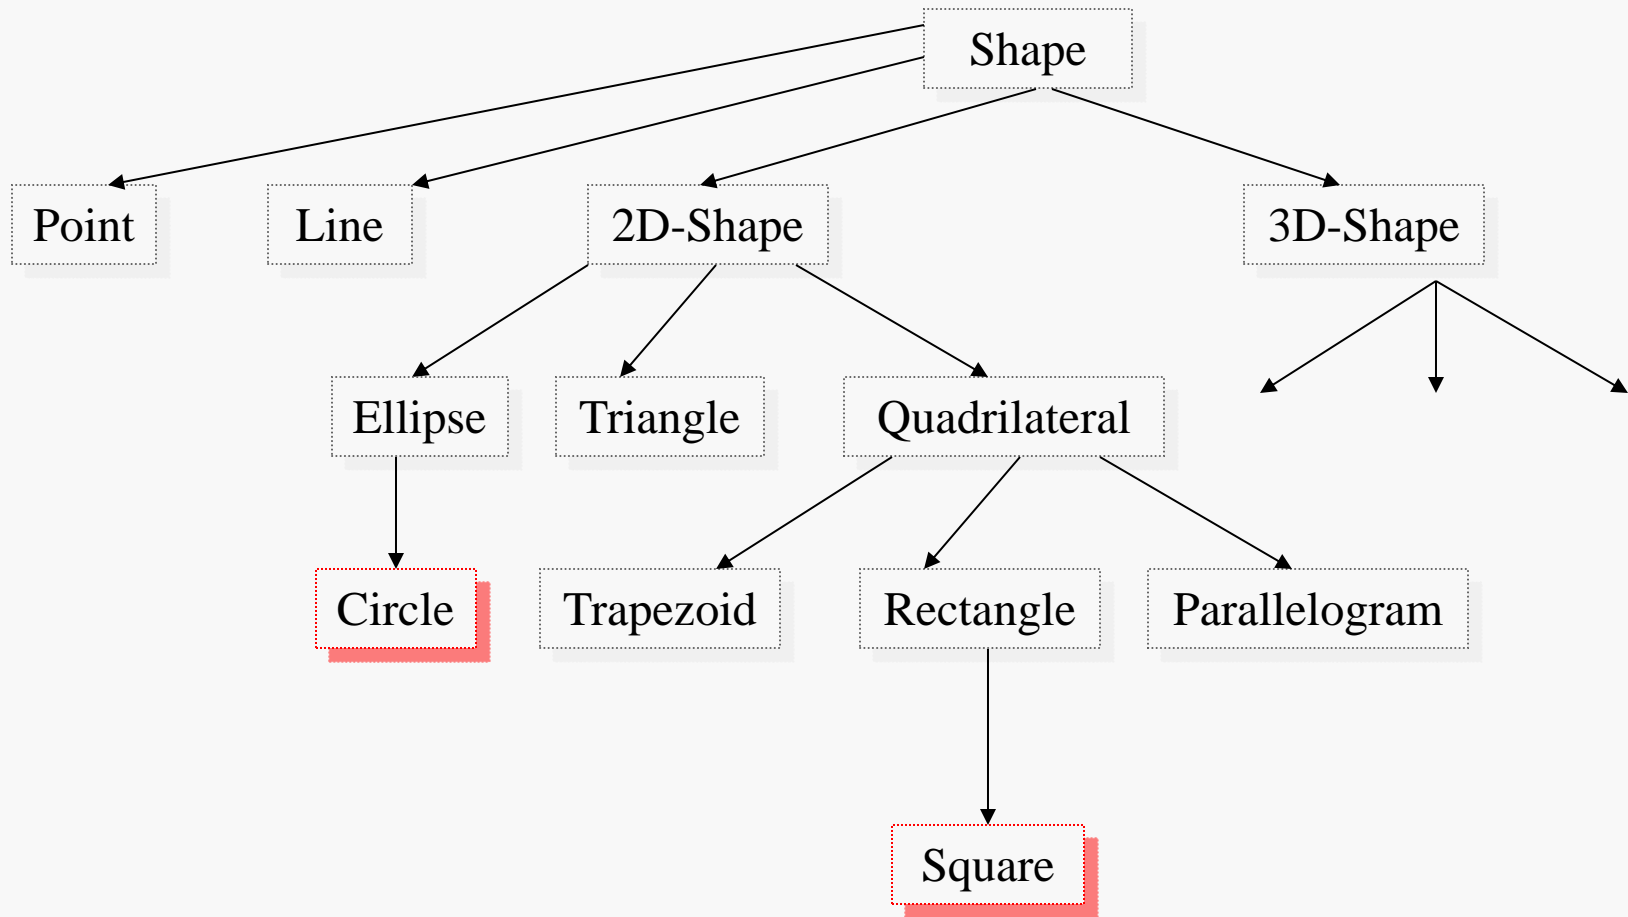 Shape
Point
Line
2D-Shape
3D-Shape
Ellipse
Triangle
Quadrilateral
Circle
Trapezoid
Rectangle
Parallelogram
Square